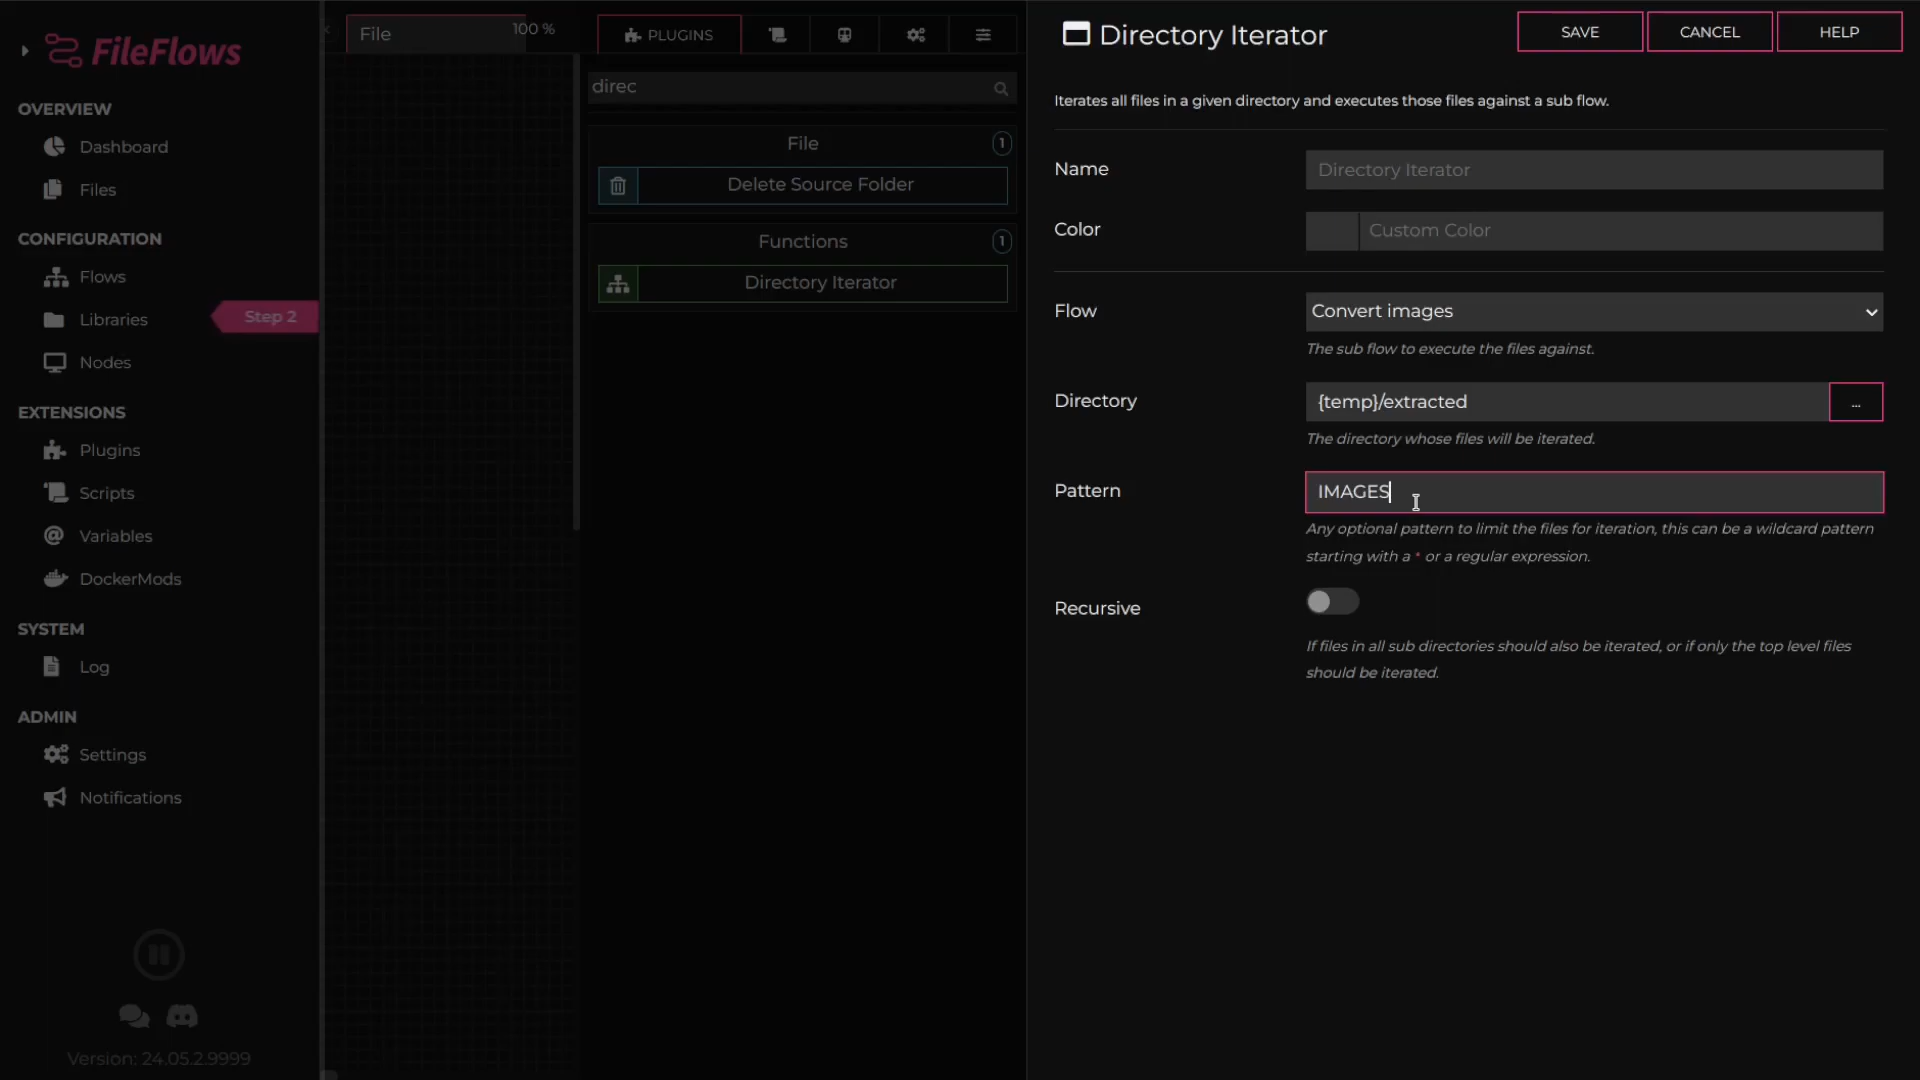 FileFlows
OVERVIEW
Dashboard
Files
CONFIGURATION
Flows
Libraries
Step 2
Nodes
EXTENSIONS
Plugins
Scripts
Variables
DockerMods
SYSTEM
Log
ADMIN
Settings
Notifications
Version: 24.05.2.9999
File
100 %
PLUGINS
direc
File
1
Delete Source Folder
Functions
1
Directory Iterator
Directory Iterator
SAVE
CANCEL
HELP
Iterates all files in a given directory and executes those files against a sub flow.
Name
Directory Iterator
Color
Custom Color
Flow
Convert images
The sub flow to execute the files against.
Directory
{temp}/extracted
...
The directory whose files will be iterated.
Pattern
IMAGES
Any optional pattern to limit the files for iteration, this can be a wildcard pattern
starting with a * or a regular expression.
Recursive
If files in all sub directories should also be iterated, or if only the top level files
should be iterated.